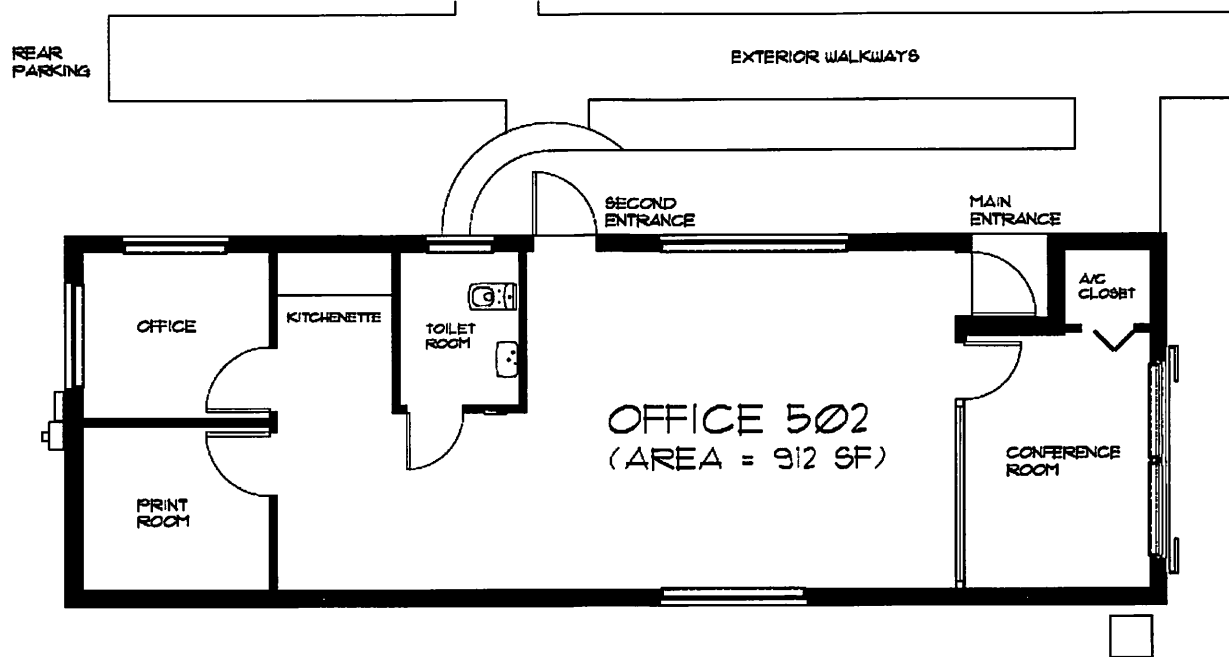 REAR
PARKING
EXTERIOR WALKWAYS
SECOND
ENTRANCE
MAIN
ENTRANCE
A/C
CLOSET
OFFICE
KITCHENETTE
TOILET
ROOM
OFFICE 502
(AREA = 912 SF)
CONFERENCE
ROOM
PRINT
ROOM